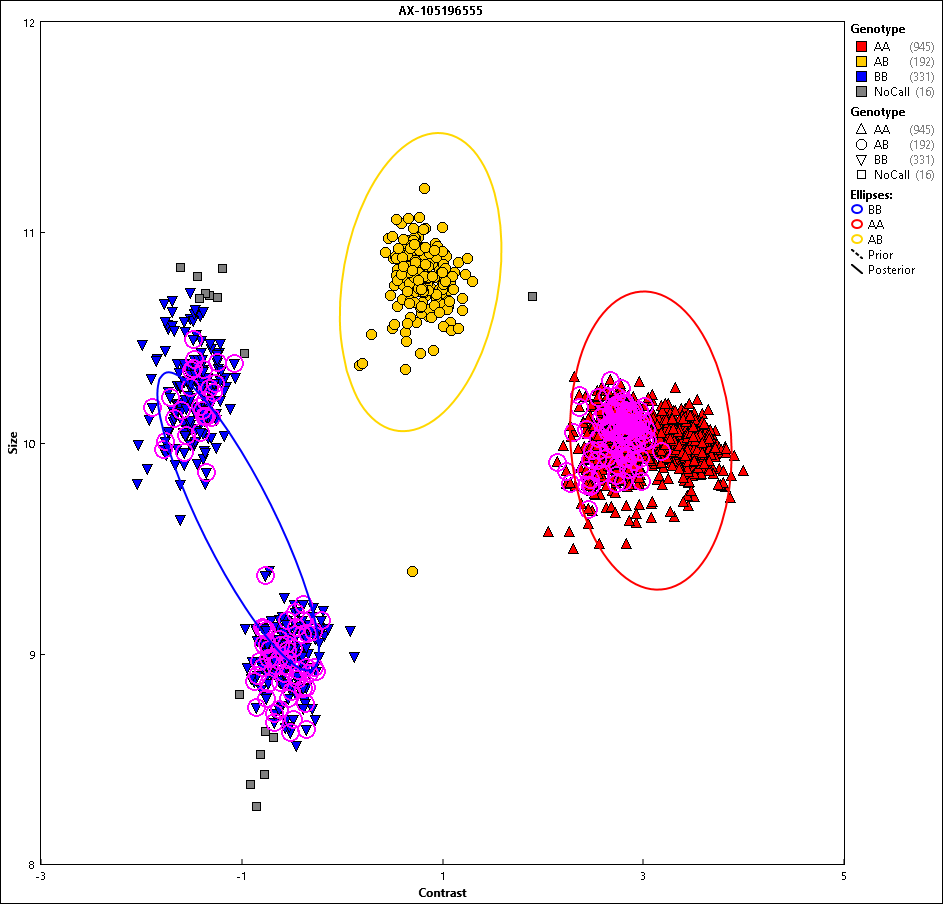 AX-105196555
Genotype
AA (945)
AB (192)
BB (331)
NoCall (16)
Genotype
AA (945)
AB (192)
BB (331)
NoCall (16)
Ellipses:
BB
AA
AB
Prior
Posterior
12
11
10
9
8
Size
-3 -1 1 3 5
Contrast